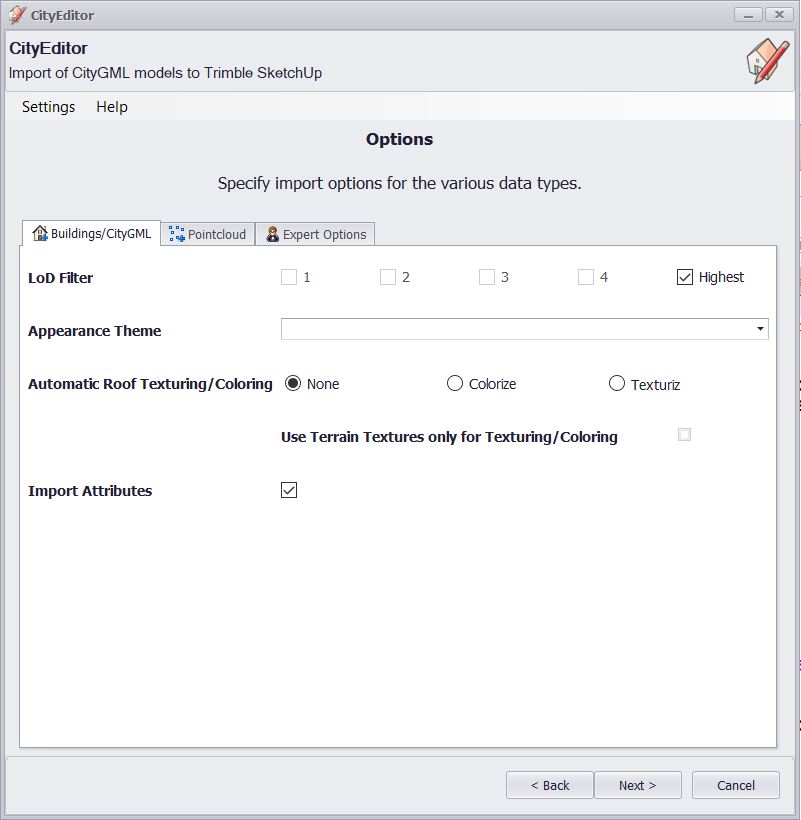 CityEditor
CityEditor
Import of CityGML models to Trimble SketchUp
Settings Help
Options
Specify import options for the various data types.
Buildings/CityGML Pointcloud Expert Options
LoD Filter 1 2 3 4 Highest
Appearance Theme
Automatic Roof Texturing/Coloring None Colorize Texturiz
Use Terrain Textures only for Texturing/Coloring
Import Attributes
< Back Next > Cancel